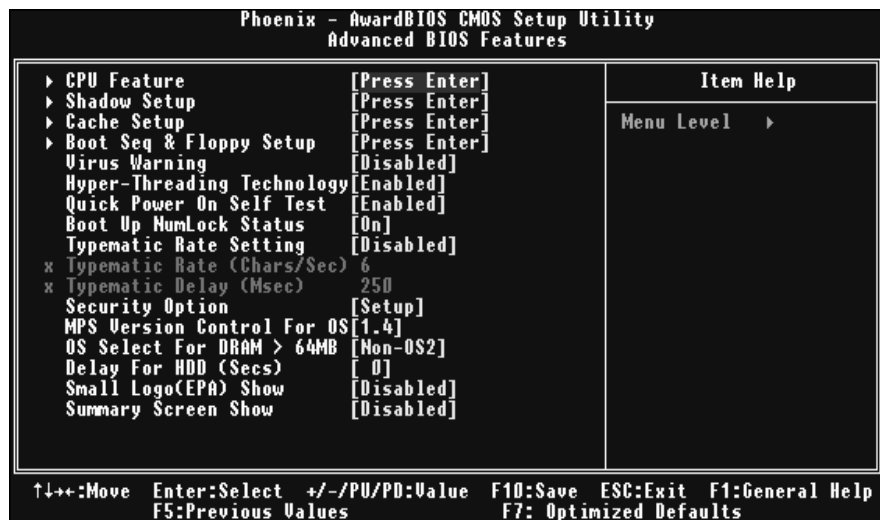 Phoenix - AwardBIOS CMOS Setup Utility
Advanced BIOS Features
CPU Feature [Press Enter]
Shadow Setup [Press Enter]
Cache Setup [Press Enter]
Boot Seq & Floppy Setup [Press Enter]
Virus Warning [Disabled]
Hyper-Threading Technology[Enabled]
Quick Power On Self Test [Enabled]
Boot Up NumLock Status [On]
Typematic Rate Setting [Disabled]
x Typematic Rate (Chars/Sec) 6
x Typematic Delay (Msec) 250
Security Option [Setup]
MPS Version Control For OS[1.4]
OS Select For DRAM > 64MB [Non-OS2]
Delay For HDD (Secs) [ 0]
Small Logo(EPA) Show [Disabled]
Summary Screen Show [Disabled]
Item Help
Menu Level
↑↓→←:Move Enter:Select +/-/PU/PD:Value F10:Save ESC:Exit F1:General Help
F5:Previous Values F7: Optimized Defaults